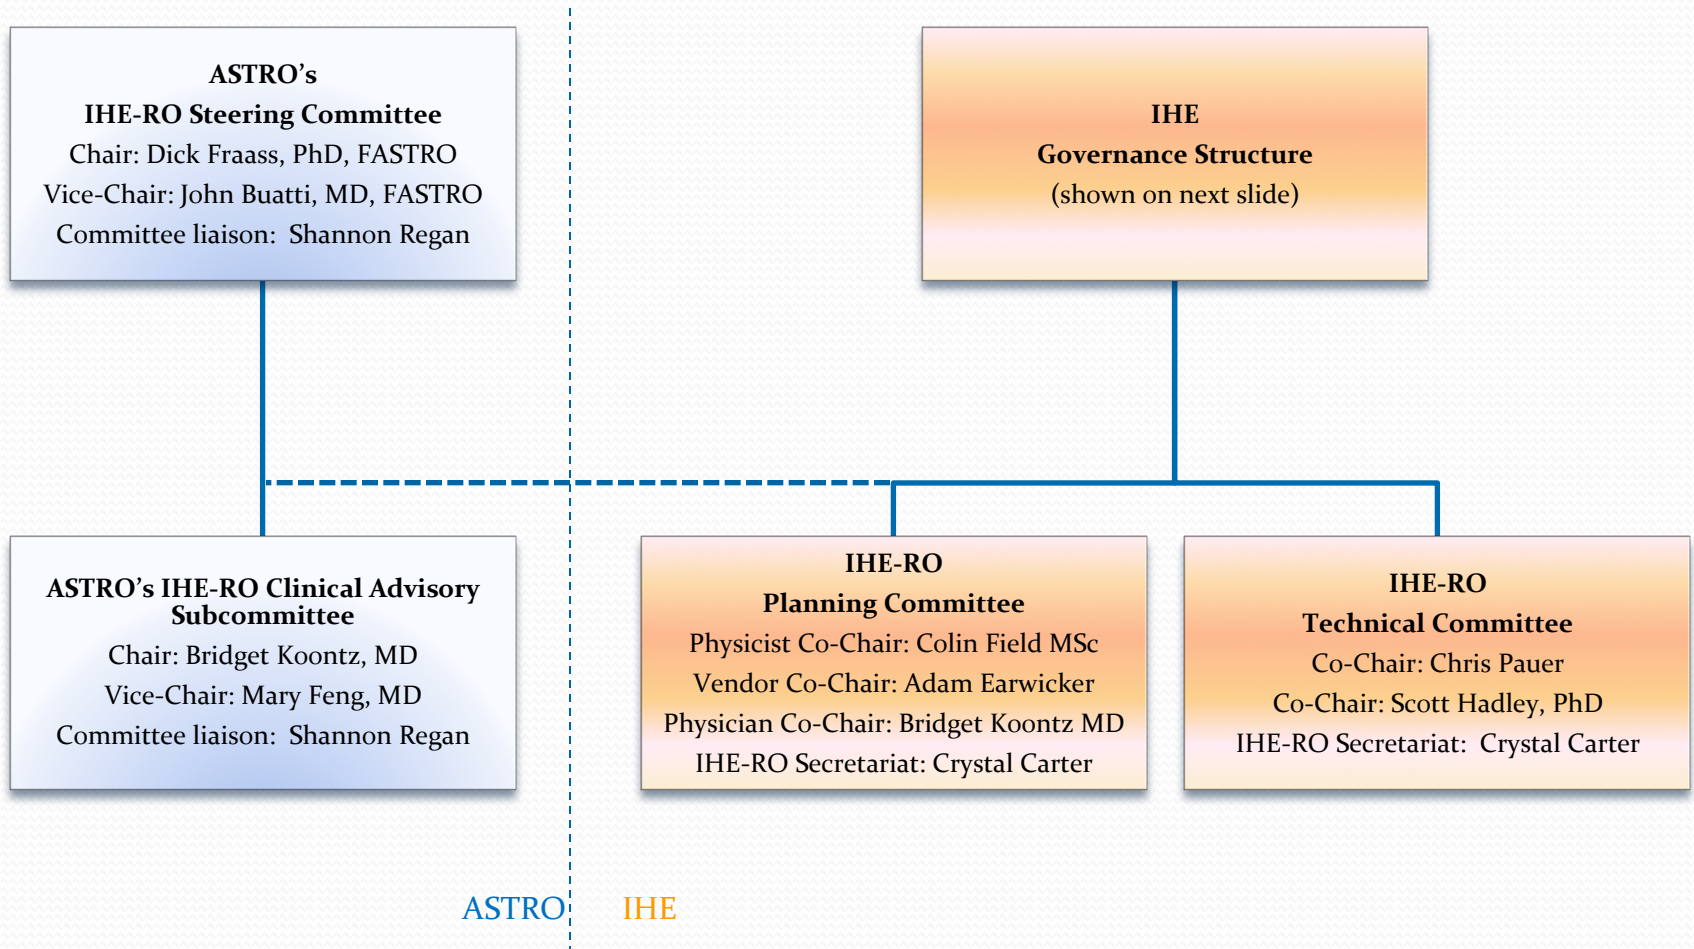 ASTRO’s
IHE-RO Steering Committee
Chair: Dick Fraass, PhD, FASTRO
Vice-Chair: John Buatti, MD, FASTRO
Committee liaison:  Shannon Regan
IHE
Governance Structure
(shown on next slide)
ASTRO’s IHE-RO Clinical Advisory
Subcommittee
Chair: Bridget Koontz, MD
Vice-Chair: Mary Feng, MD
Committee liaison:  Shannon Regan
IHE-RO
Planning Committee
Physicist Co-Chair: Colin Field MSc
Vendor Co-Chair: Adam Earwicker
Physician Co-Chair: Bridget Koontz MD
IHE-RO Secretariat: Crystal Carter
IHE-RO
Technical Committee
Co-Chair: Chris Pauer
Co-Chair: Scott Hadley, PhD
IHE-RO Secretariat:  Crystal Carter
ASTRO
IHE